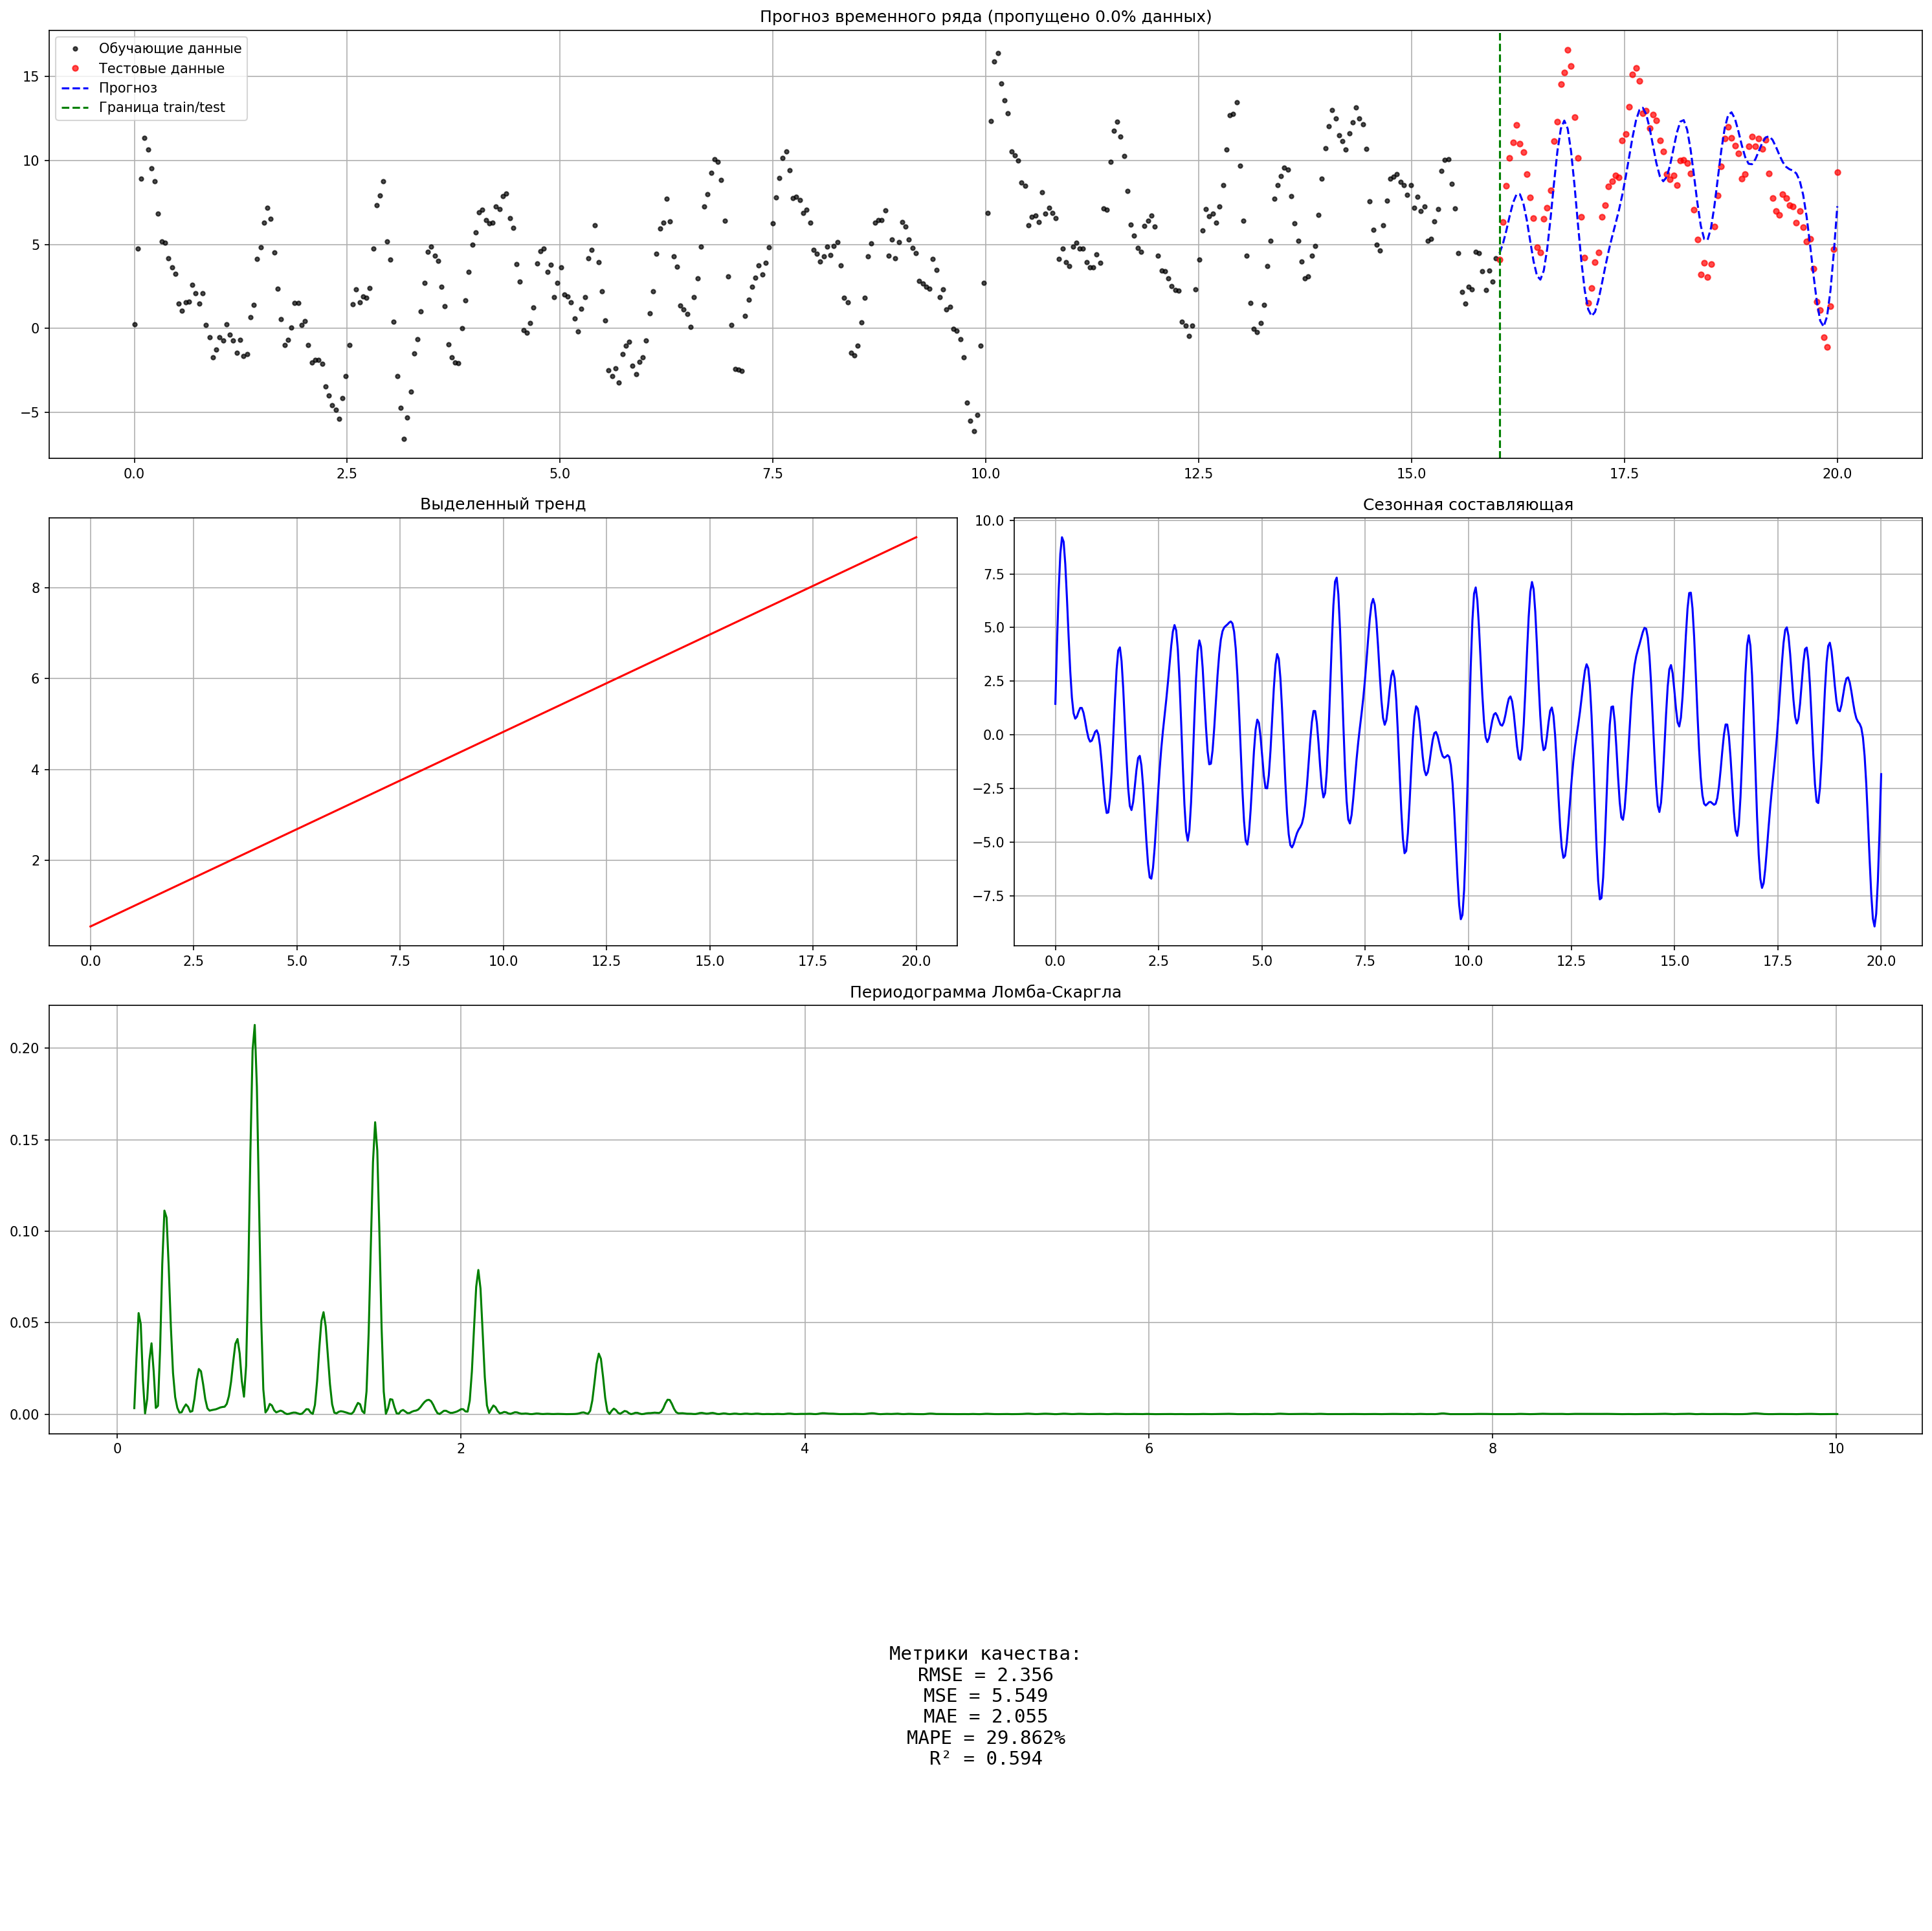 Прогноз временного ряда (пропущено 0.0% данных)
Обучающие данные
Тестовые данные
Прогноз
Граница train/test
15
10
5
0
−5
0.0 2.5 5.0 7.5 10.0 12.5 15.0 17.5 20.0
Выделенный тренд
8
6
4
2
0.0 2.5 5.0 7.5 10.0 12.5 15.0 17.5 20.0
Сезонная составляющая
10.0
7.5
5.0
2.5
0.0
−2.5
−5.0
−7.5
0.0 2.5 5.0 7.5 10.0 12.5 15.0 17.5 20.0
Периодограмма Ломба-Скаргла
0.20
0.15
0.10
0.05
0.00
0 2 4 6 8 10
Метрики качества:
RMSE = 2.356
MSE = 5.549
MAE = 2.055
MAPE = 29.862%
R² = 0.594